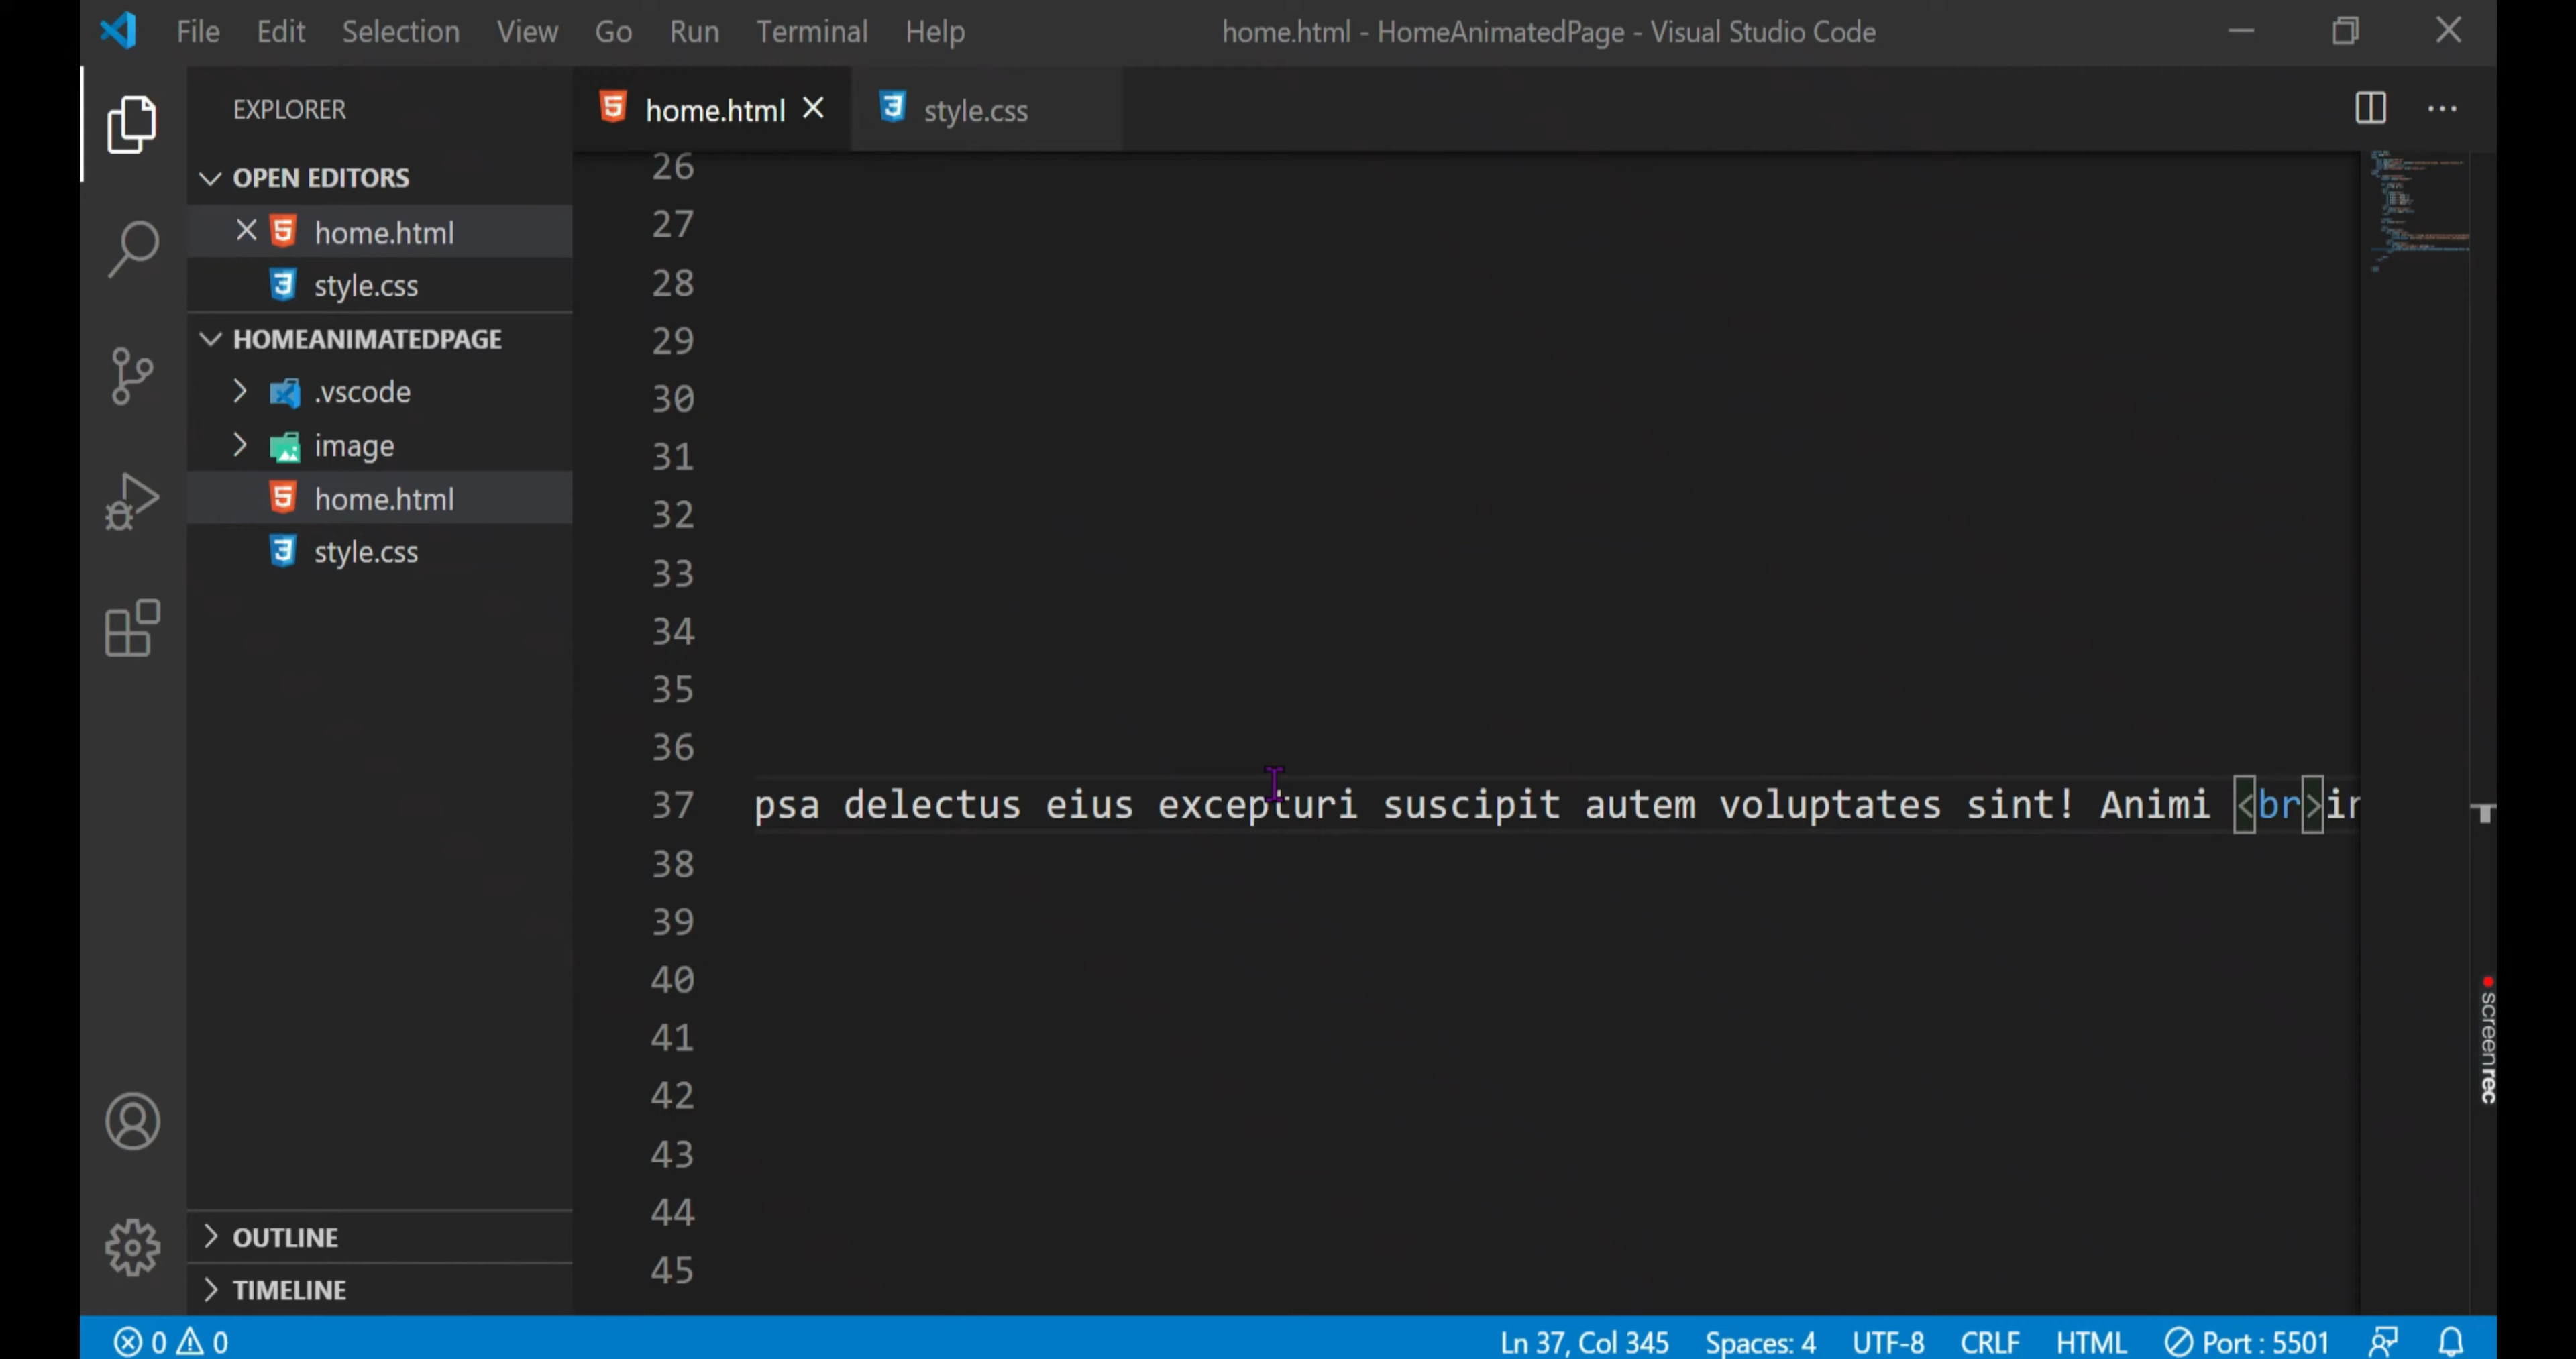 File Edit Selection View Go Run Terminal Help home.html - HomeAnimatedPage - Visual Studio Code
EXPLORER
home.html
style.css
OPEN EDITORS
home.html
style.css
HOMEANIMATEDPAGE
.vscode
image
home.html
style.css
OUTLINE
TIMELINE
26
27
28
29
30
31
32
33
34
35
36
37 psa delectus eius excepturi suscipit autem voluptates sint! Animi <br>in
38
39
40
41
42
43
44
45
screenrec
0 0 Ln 37, Col 345 Spaces: 4 UTF-8 CRLF HTML Port : 5501